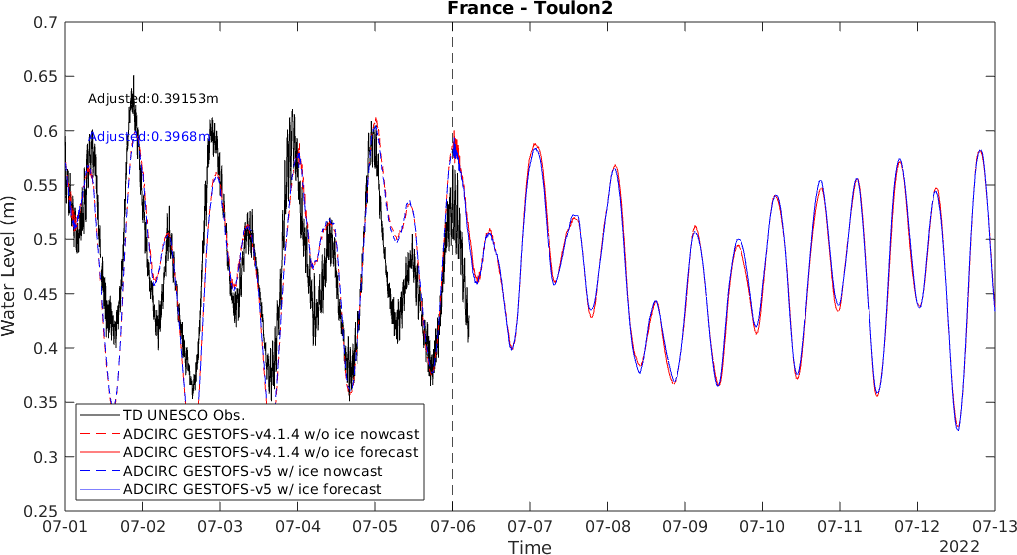 France - Toulon2
0.7
0.65
0.6
0.55
0.5
0.45
0.4
0.35
0.3
0.25
Water Level (m)
Adjusted:0.39153m
Adjusted:0.3968m
TD UNESCO Obs.
ADCIRC GESTOFS-v4.1.4 w/o ice nowcast
ADCIRC GESTOFS-v4.1.4 w/o ice forecast
ADCIRC GESTOFS-v5 w/ ice nowcast
ADCIRC GESTOFS-v5 w/ ice forecast
07-01 07-02 07-03 07-04 07-05 07-06 07-07 07-08 07-09 07-10 07-11 07-12 07-13
Time
2022